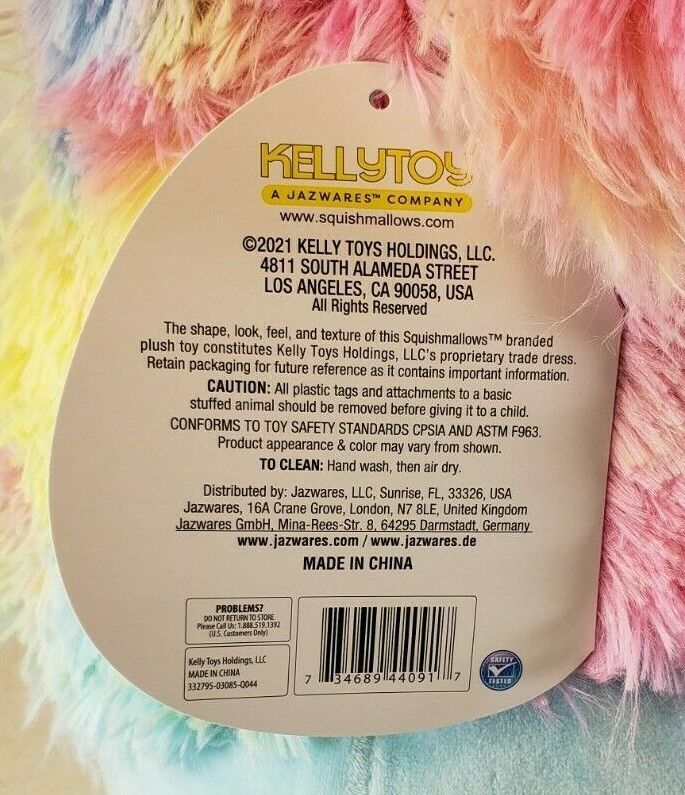 KELLYTOY
A JAZWARES™ COMPANY
www.squishmallows.com
©2021 KELLY TOYS HOLDINGS, LLC.
4811 SOUTH ALAMEDA STREET
LOS ANGELES, CA 90058, USA
All Rights Reserved
The shape, look, feel, and texture of this Squishmallows™ branded
plush toy constitutes Kelly Toys Holdings, LLC's proprietary trade dress.
Retain packaging for future reference as it contains important information.
CAUTION: All plastic tags and attachments to a basic
stuffed animal should be removed before giving it to a child.
CONFORMS TO TOY SAFETY STANDARDS CPSIA AND ASTM F963.
Product appearance & color may vary from shown.
TO CLEAN: Hand wash, then air dry.
Distributed by: Jazwares, LLC, Sunrise, FL, 33326, USA
Jazwares, 16A Crane Grove, London, N7 8LE, United Kingdom
Jazwares GmbH, Mina-Rees-Str. 8, 64295 Darmstadt, Germany
www.jazwares.com / www.jazwares.de
MADE IN CHINA
PROBLEMS?
DO NOT RETURN TO STORE
Please Call Us: 1.888.519.1392
(U.S. Customers Only)
Kelly Toys Holdings, LLC
MADE IN CHINA
332795-03085-Q044
7 34689 44091 7
SAFETY
TESTED